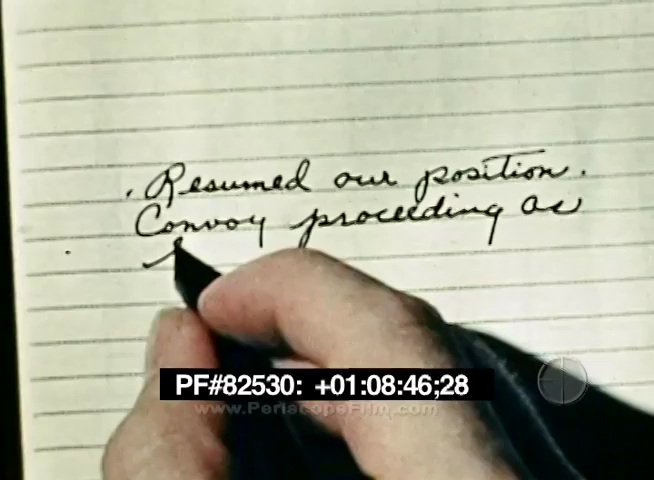 . Resumed our position.
Convoy proceeding as
s
PF#82530: +01:08:46;28
www.PeriscopeFilm.com